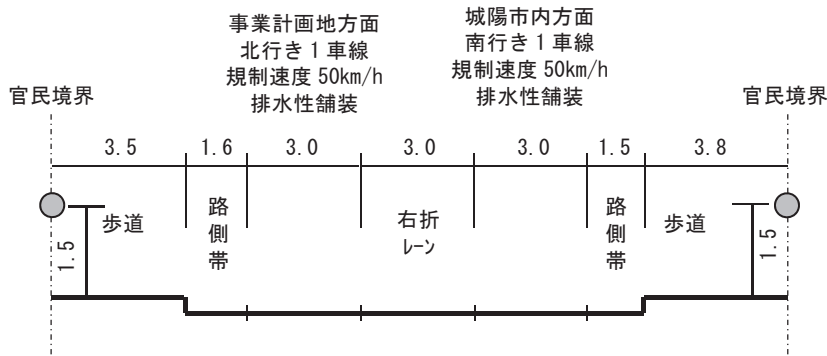 事業計画地方面
北行き1車線
規制速度 50km/h
排水性舗装
城陽市内方面
南行き1車線
規制速度 50km/h
排水性舗装
官民境界
官民境界
3.5 1.6 3.0 3.0 3.0 1.5 3.8
歩道
路側帯
右折
レーン
路側帯
歩道
1.5
1.5